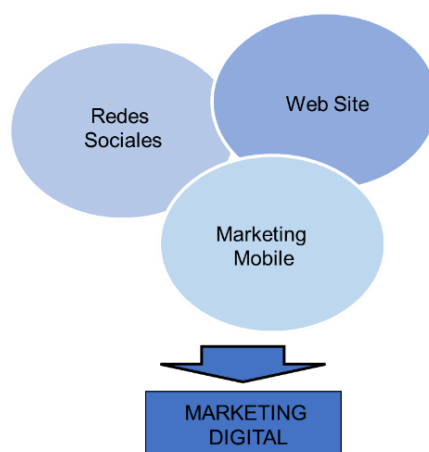 Redes
Sociales
Web Site
Marketing
Mobile
MARKETING
DIGITAL